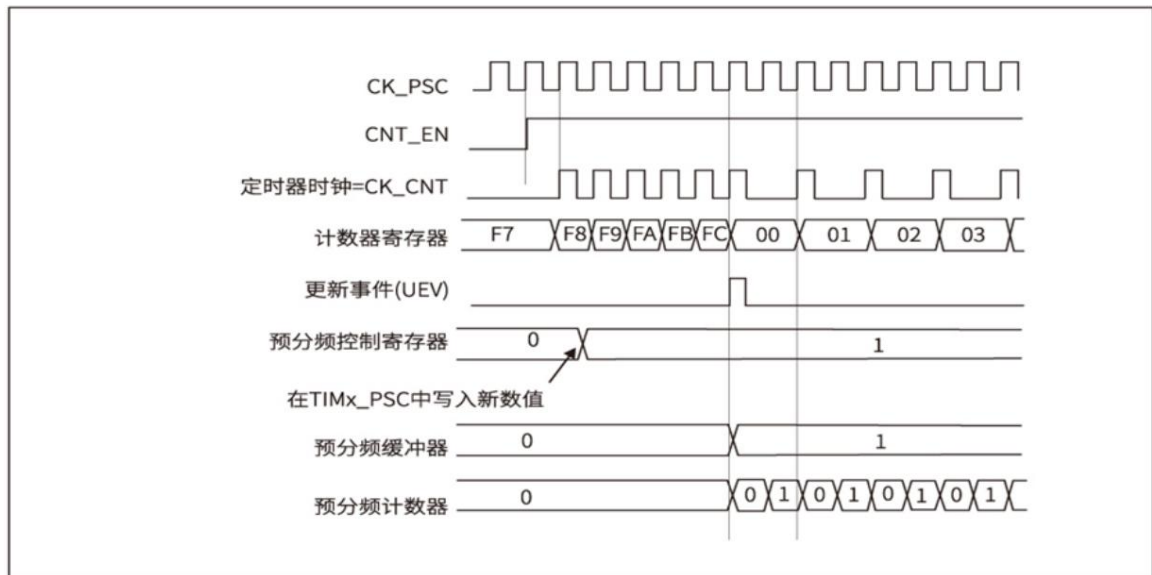 CK_PSC
CNT_EN
定时器时钟=CK_CNT
计数器寄存器 F7 F8 F9 FA FB FC 00 01 02 03
更新事件(UEV)
预分频控制寄存器 0 1
在TIMx_PSC中写入新数值
预分频缓冲器 0 1
预分频计数器 0 0 1 0 1 0 1 0 1